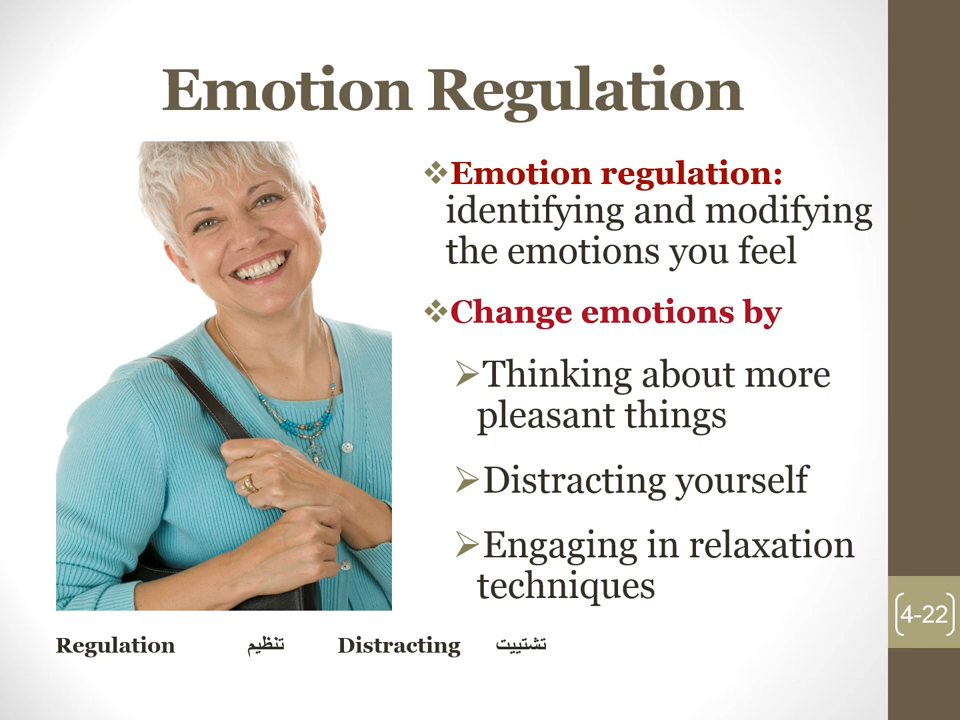 Emotion Regulation
❖Emotion regulation:
identifying and modifying
the emotions you feel
❖Change emotions by
➢Thinking about more
pleasant things
➢Distracting yourself
➢Engaging in relaxation
techniques
4-22
Regulation تنظيم Distracting تشتييت